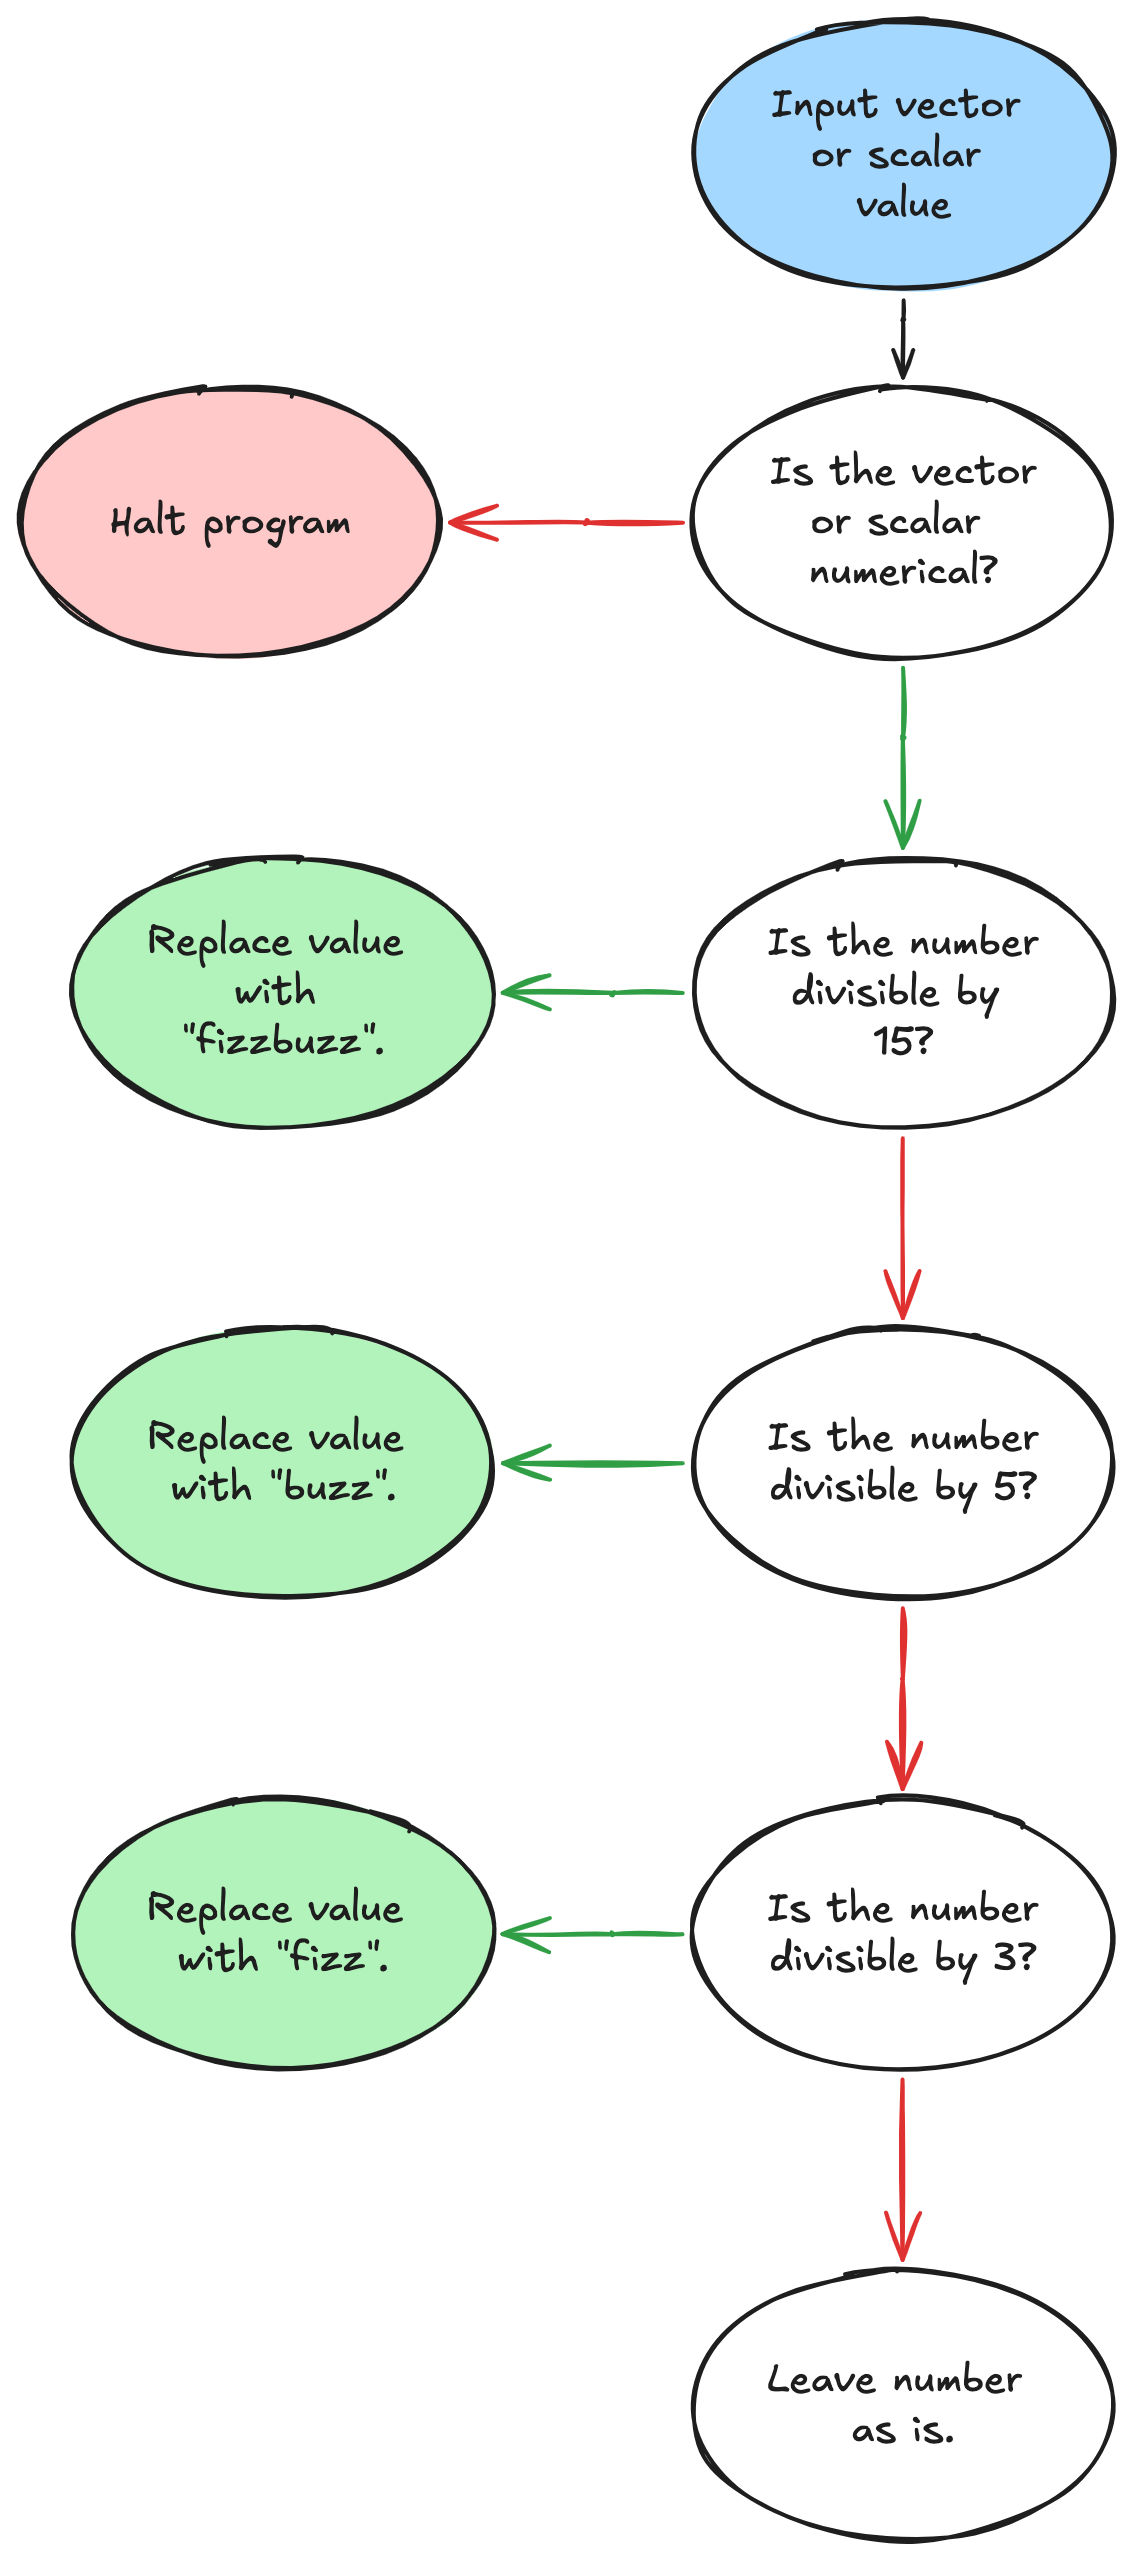 Input vector
or scalar
value
Is the vector
or scalar
numerical?
Halt program
Is the number
divisible by
15?
Replace value
with
"fizzbuzz".
Is the number
divisible by 5?
Replace value
with "buzz".
Is the number
divisible by 3?
Replace value
with "fizz".
Leave number
as is.